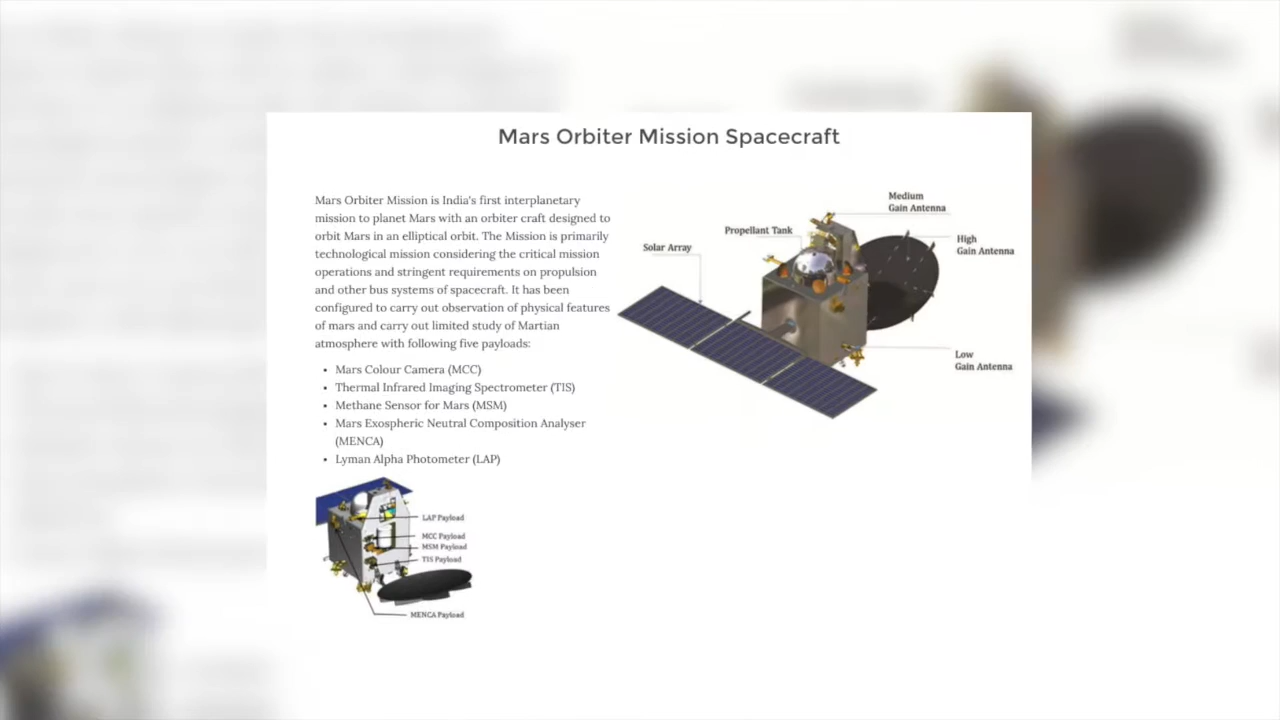 Mars Orbiter Mission Spacecraft
Mars Orbiter Mission is India's first interplanetary
mission to planet Mars with an orbiter craft designed to
orbit Mars in an elliptical orbit. The Mission is primarily
technological mission considering the critical mission
operations and stringent requirements on propulsion
and other bus systems of spacecraft. It has been
configured to carry out observation of physical features
of mars and carry out limited study of Martian
atmosphere with following five payloads:
• Mars Colour Camera (MCC)
• Thermal Infrared Imaging Spectrometer (TIS)
• Methane Sensor for Mars (MSM)
• Mars Exospheric Neutral Composition Analyser
(MENCA)
• Lyman Alpha Photometer (LAP)
Medium
Gain Antenna
Propellant Tank
High
Gain Antenna
Solar Array
Low
Gain Antenna
LAP Payload
MCC Payload
MSM Payload
TIS Payload
MENCA Payload